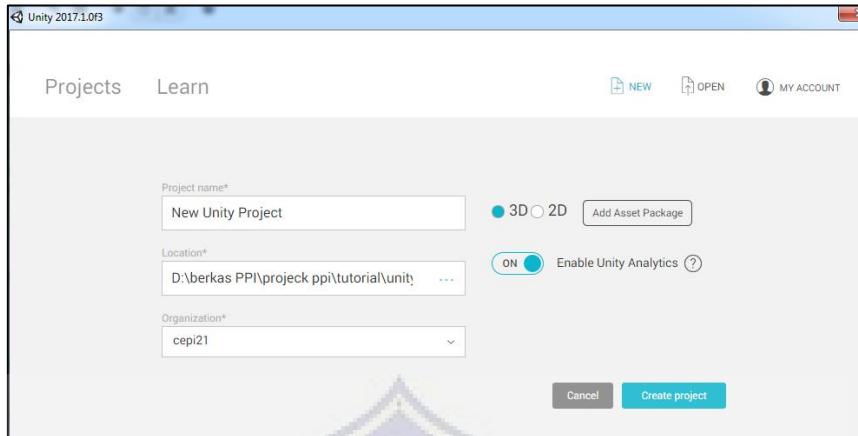 Unity 2017.1.0f3
Projects Learn NEW OPEN MY ACCOUNT
Project name*
New Unity Project 3D 2D Add Asset Package
Location*
D:\berkas PPI\projeck ppi\tutorial\unity ... ON Enable Unity Analytics ?
Organization*
cepi21
Cancel Create project